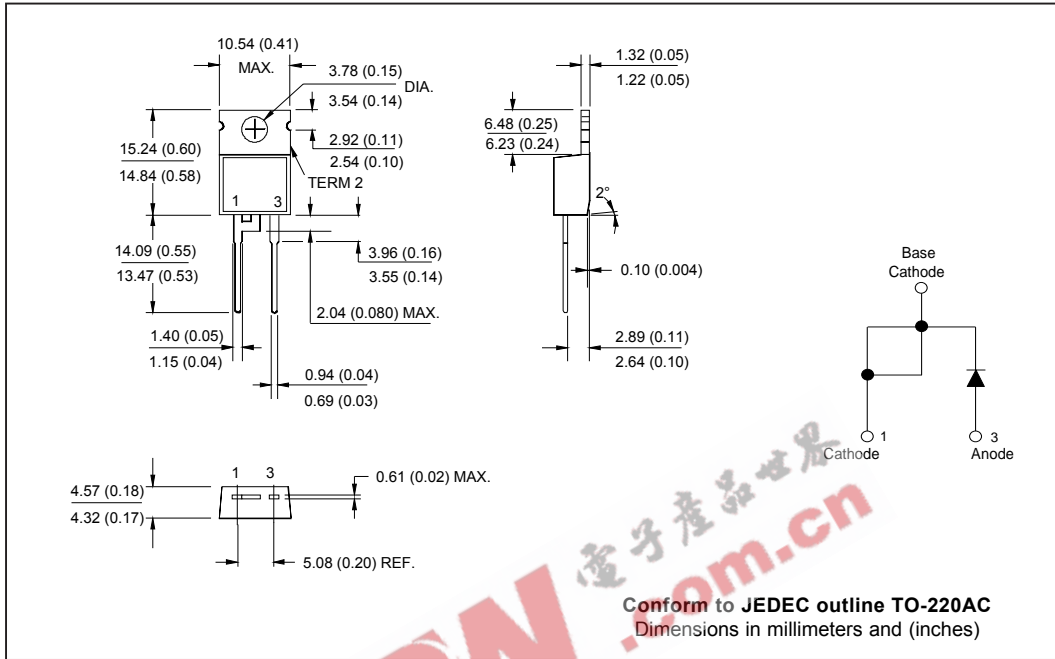 10.54 (0.41)
MAX.
3.78 (0.15)
3.54 (0.14)
DIA.
2.92 (0.11)
2.54 (0.10)
TERM 2
15.24 (0.60)
14.84 (0.58)
1 3
14.09 (0.55)
13.47 (0.53)
3.96 (0.16)
3.55 (0.14)
2.04 (0.080) MAX.
1.40 (0.05)
1.15 (0.04)
0.94 (0.04)
0.69 (0.03)
1.32 (0.05)
1.22 (0.05)
6.48 (0.25)
6.23 (0.24)
2°
0.10 (0.004)
2.89 (0.11)
2.64 (0.10)
Base
Cathode
1
Cathode
3
Anode
1 3
4.57 (0.18)
4.32 (0.17)
0.61 (0.02) MAX.
5.08 (0.20) REF.
電子產品世界
.com.cn
Conform to JEDEC outline TO-220AC
Dimensions in millimeters and (inches)